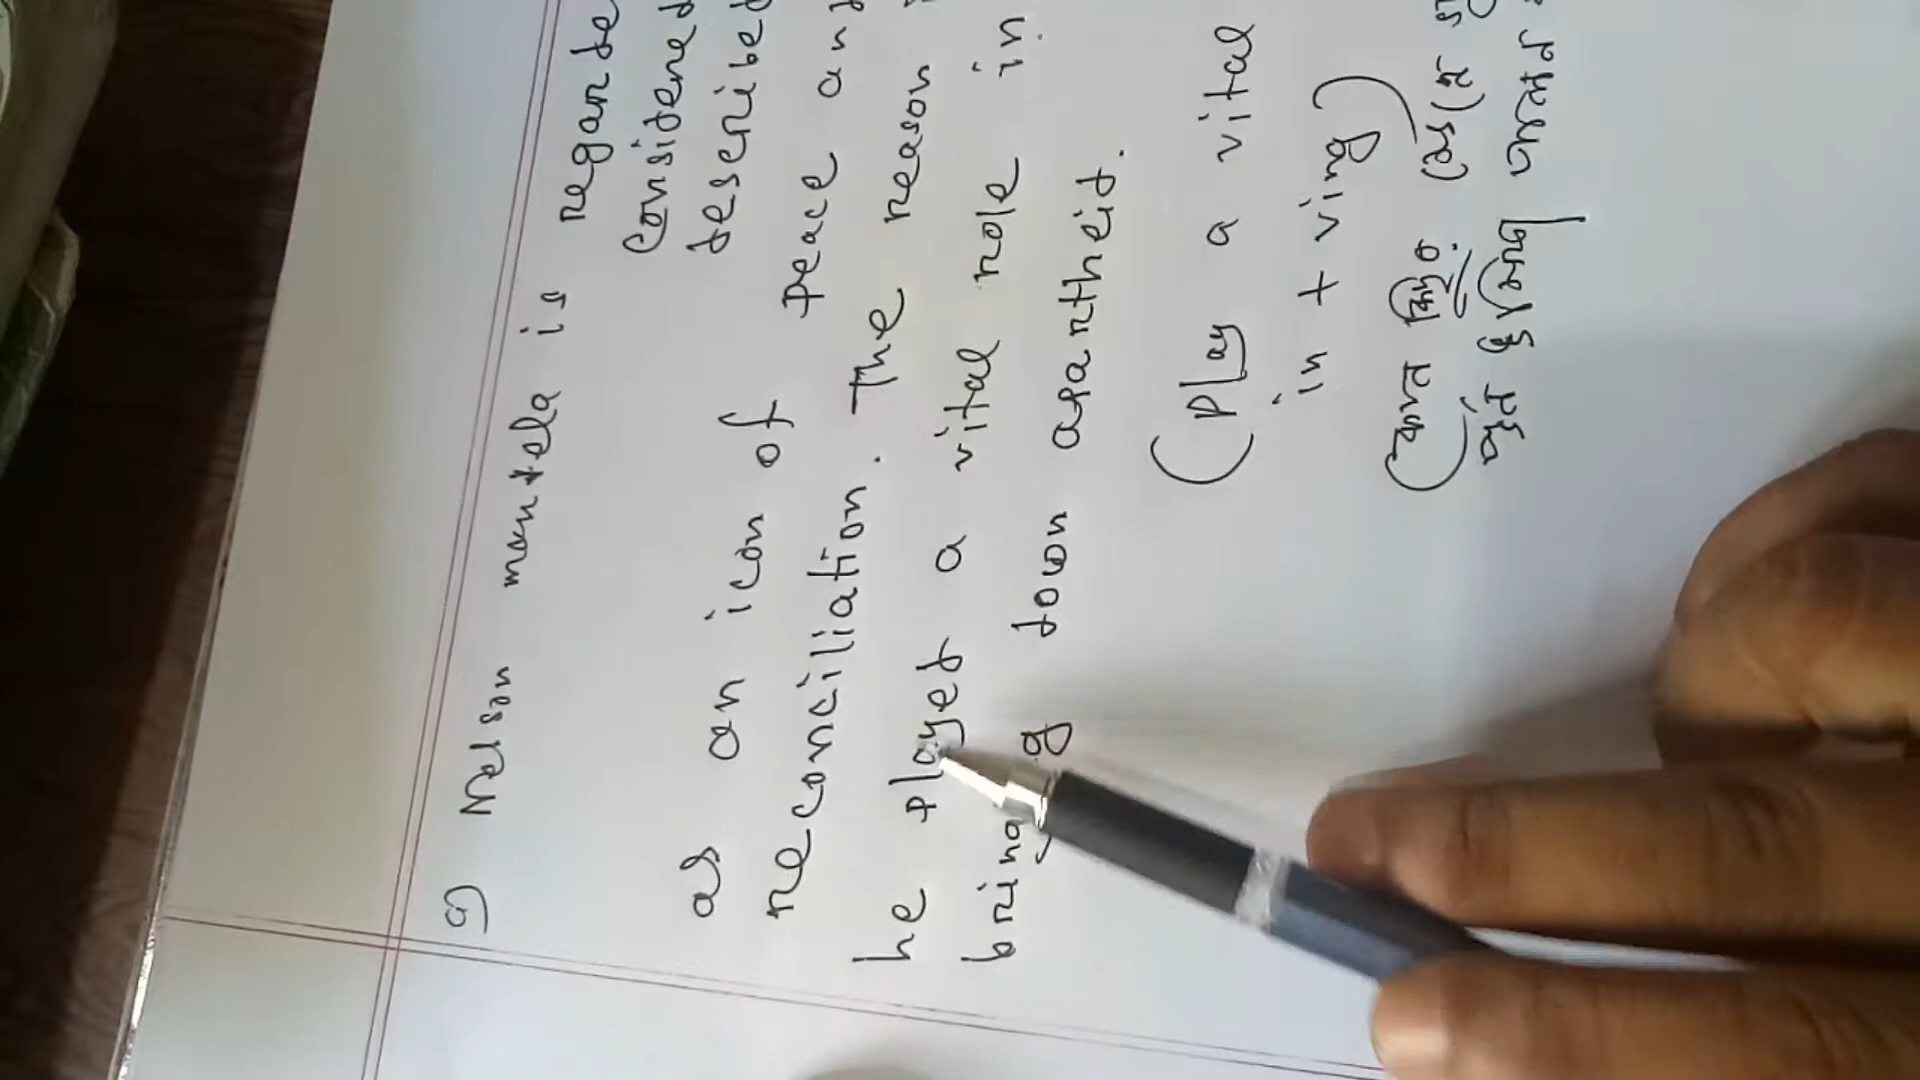 a) Nelson mandela is regarde
considered
described
as an icon of peace and
reconciliation. The reason
he played a vital role in
bringing down apartheid.
(play a vital
in + ving)
(কোন কিছু